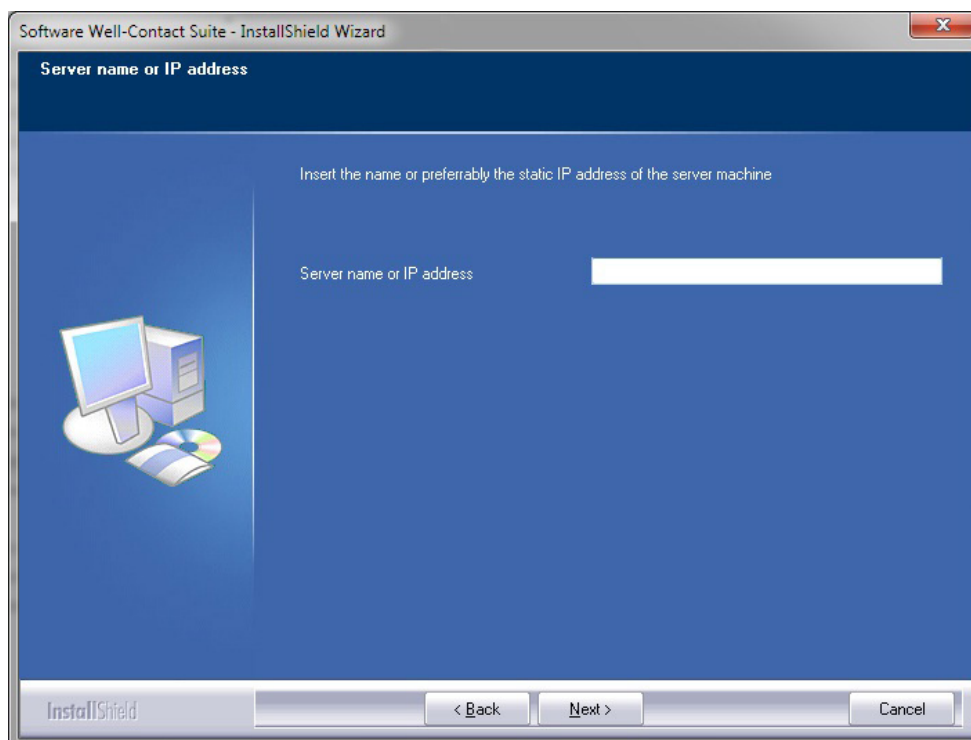 Software Well-Contact Suite - InstallShield Wizard
Server name or IP address
Insert the name or preferrably the static IP address of the server machine
Server name or IP address
InstallShield
< Back
Next >
Cancel